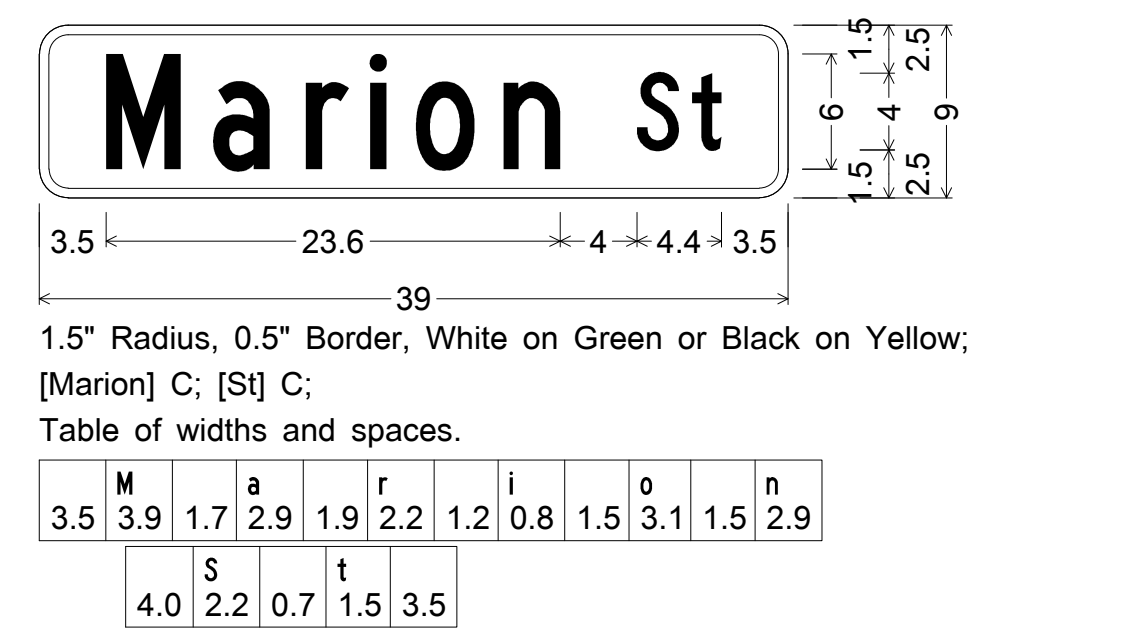 Marion St
1.5 2.5
6 4 9
1.5 2.5
3.5 23.6 4 4.4 3.5
39
1.5" Radius, 0.5" Border, White on Green or Black on Yellow;
[Marion] C; [St] C;
Table of widths and spaces.
M a r i o n
3.5 3.9 1.7 2.9 1.9 2.2 1.2 0.8 1.5 3.1 1.5 2.9
S t
4.0 2.2 0.7 1.5 3.5